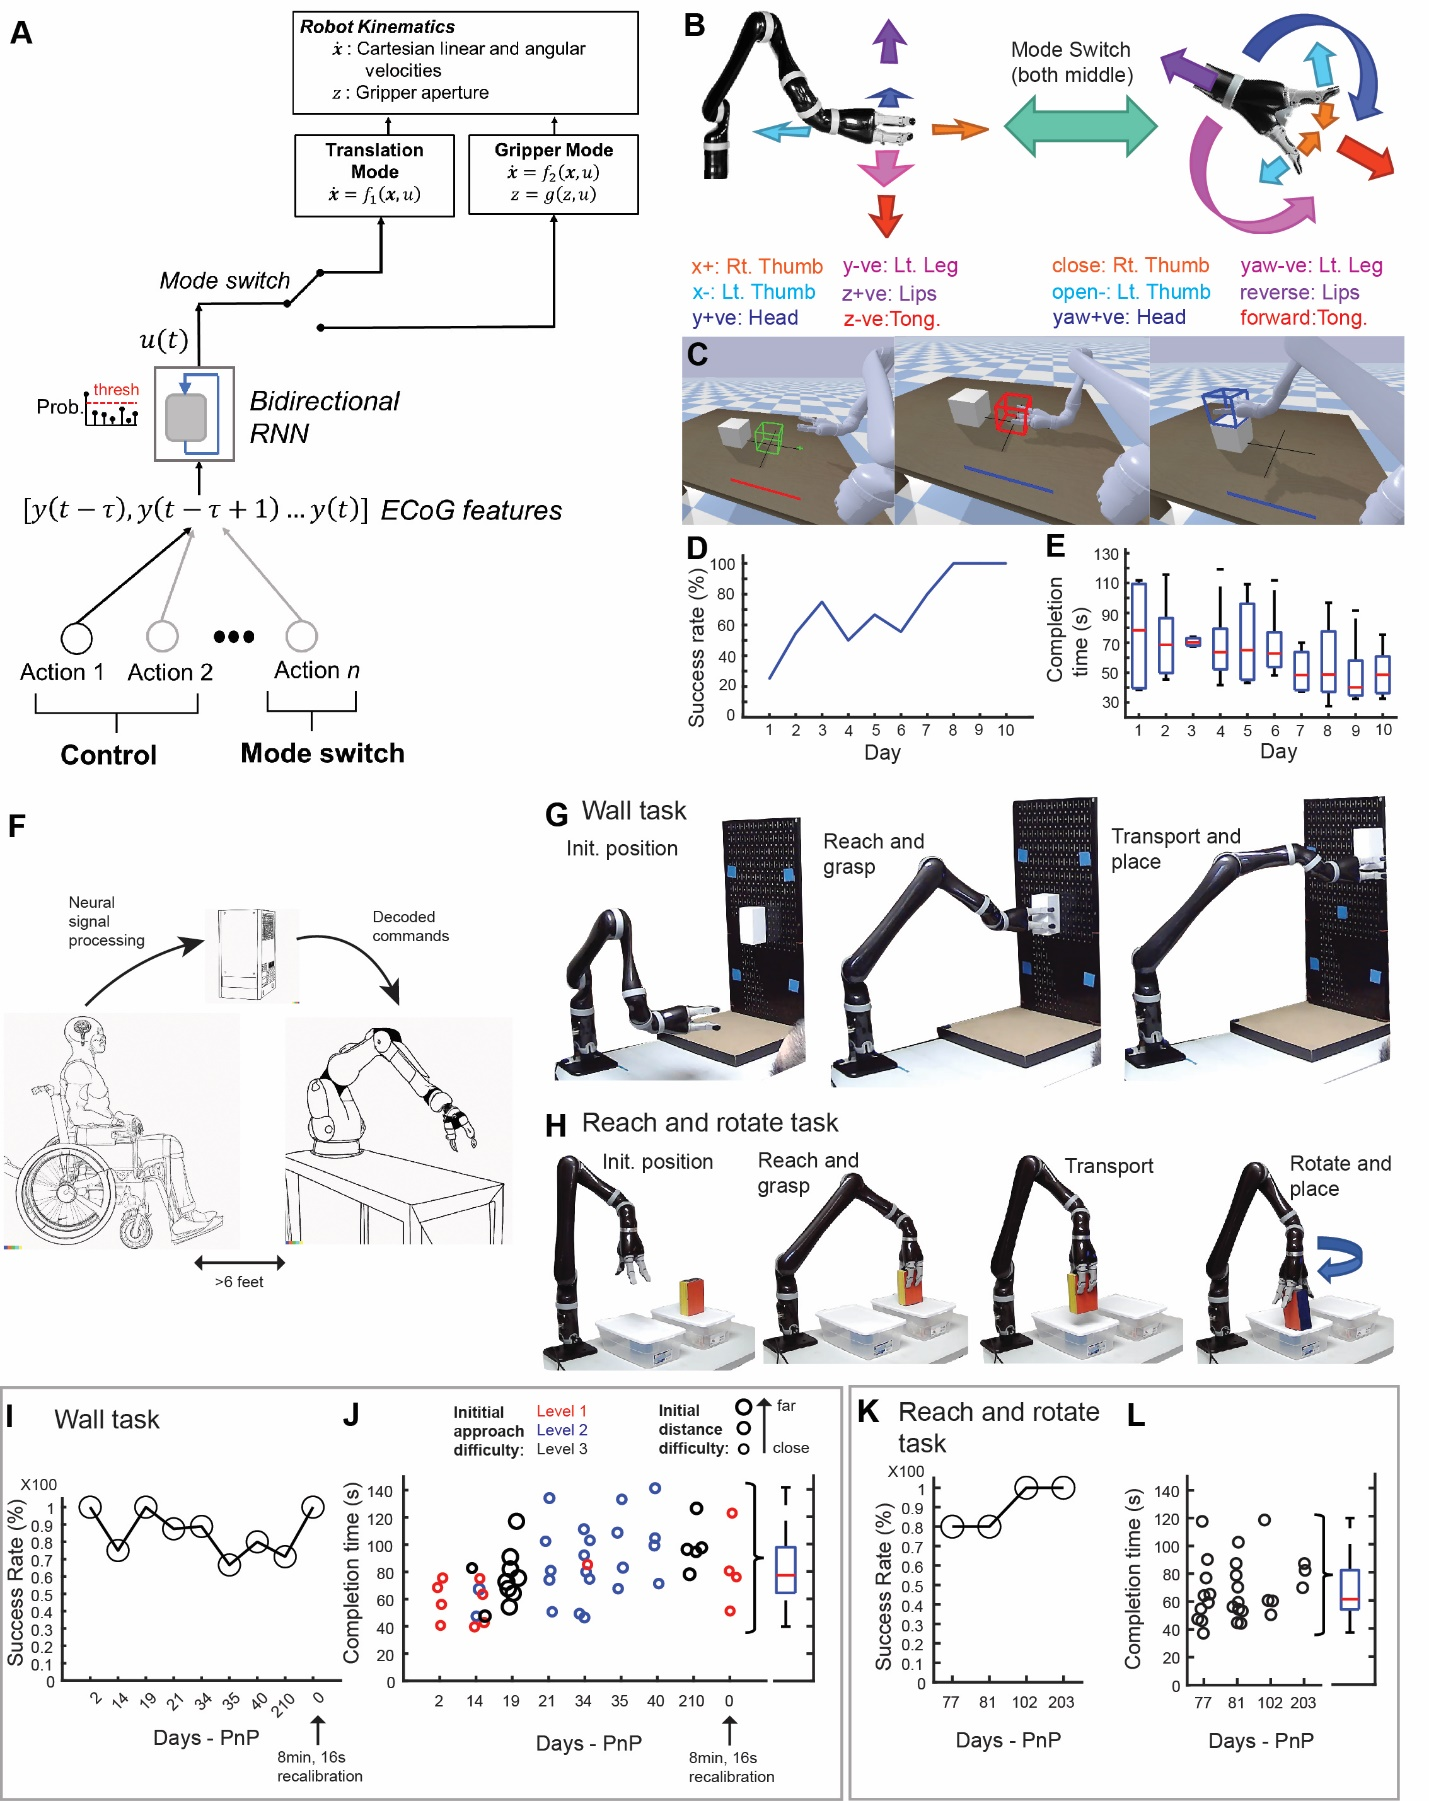 A
Robot Kinematics
ẋ : Cartesian linear and angular
velocities
z : Gripper aperture
Translation
Mode
ẋ = f₁(x, u)
Gripper Mode
ẋ = f₂(x, u)
z = g(z, u)
Mode switch
u(t)
Prob.
thresh
Bidirectional
RNN
[y(t − τ), y(t − τ + 1) ... y(t)] ECoG features
Action 1
Action 2
Action n
Control
Mode switch
B
Mode Switch
(both middle)
x+: Rt. Thumb
y-ve: Lt. Leg
x-: Lt. Thumb
z+ve: Lips
y+ve: Head
z-ve:Tong.
close: Rt. Thumb
yaw-ve: Lt. Leg
open-: Lt. Thumb
reverse: Lips
yaw+ve: Head
forward:Tong.
C
D
Success rate (%)
100
80
60
40
20
0
1 2 3 4 5 6 7 8 9 10
Day
E
Completion
time (s)
130
110
90
70
50
30
1 2 3 4 5 6 7 8 9 10
Day
F
Neural
signal
processing
Decoded
commands
>6 feet
G Wall task
Init. position
Reach and
grasp
Transport and
place
H Reach and rotate task
Init. position
Reach and
grasp
Transport
Rotate and
place
I Wall task
X100
Success Rate (%)
1
0.9
0.8
0.7
0.6
0.5
0.4
0.3
0.2
0.1
0
2 14 19 21 34 35 40 210 0
Days - PnP
8min, 16s
recalibration
J
Inititial
approach
difficulty:
Level 1
Level 2
Level 3
Initial
distance
difficulty:
far
close
Completion time (s)
140
120
100
80
60
40
20
0
2 14 19 21 34 35 40 210 0
Days - PnP
8min, 16s
recalibration
K Reach and rotate
task
X100
Success Rate (%)
1
0.9
0.8
0.7
0.6
0.5
0.4
0.3
0.2
0.1
0
77 81 102 203
Days - PnP
L
Completion time (s)
140
120
100
80
60
40
20
0
77 81 102 203
Days - PnP